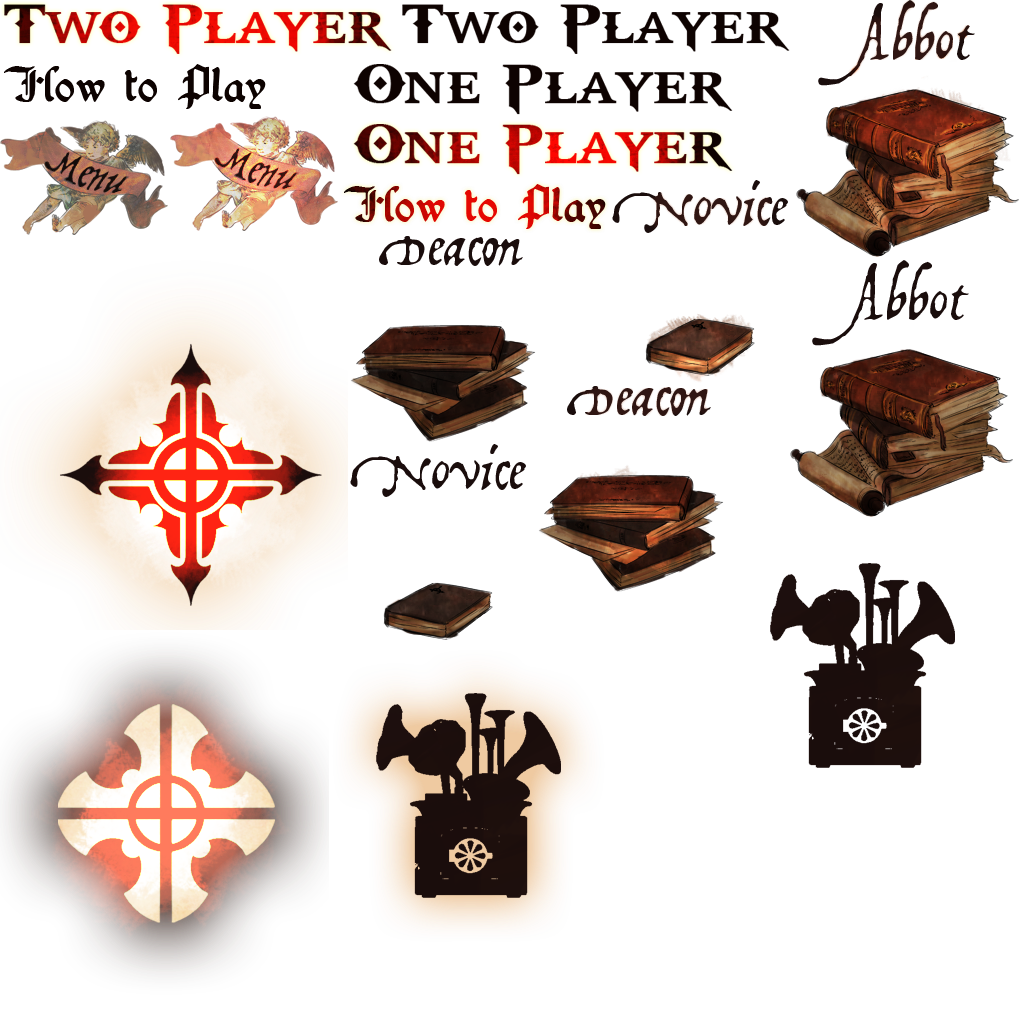 Two Player
Two Player
Abbot
How to Play
One Player
One Player
Menu
Menu
How to Play
Novice
Deacon
Abbot
Deacon
Novice